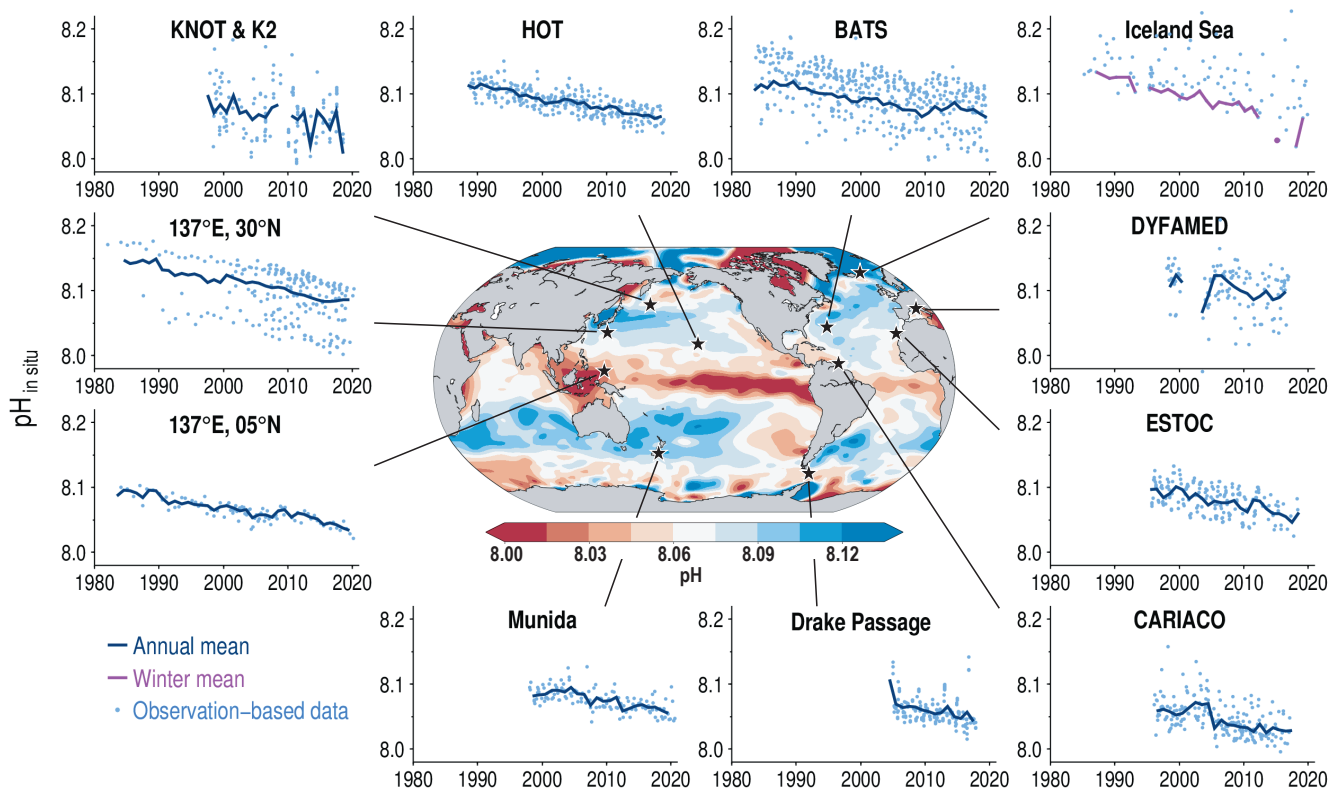 KNOT & K2
8.2
8.1
8.0
1980 1990 2000 2010 2020
HOT
8.2
8.1
8.0
1980 1990 2000 2010 2020
BATS
8.2
8.1
8.0
1980 1990 2000 2010 2020
Iceland Sea
8.2
8.1
8.0
1980 1990 2000 2010 2020
137°E, 30°N
8.2
8.1
8.0
1980 1990 2000 2010 2020
DYFAMED
8.2
8.1
8.0
1980 1990 2000 2010 2020
pH in situ
137°E, 05°N
8.2
8.1
8.0
1980 1990 2000 2010 2020
ESTOC
8.2
8.1
8.0
1980 1990 2000 2010 2020
8.00 8.03 8.06 8.09 8.12
pH
Annual mean
Winter mean
Observation−based data
Munida
8.2
8.1
8.0
1980 1990 2000 2010 2020
Drake Passage
8.2
8.1
8.0
1980 1990 2000 2010 2020
CARIACO
8.2
8.1
8.0
1980 1990 2000 2010 2020